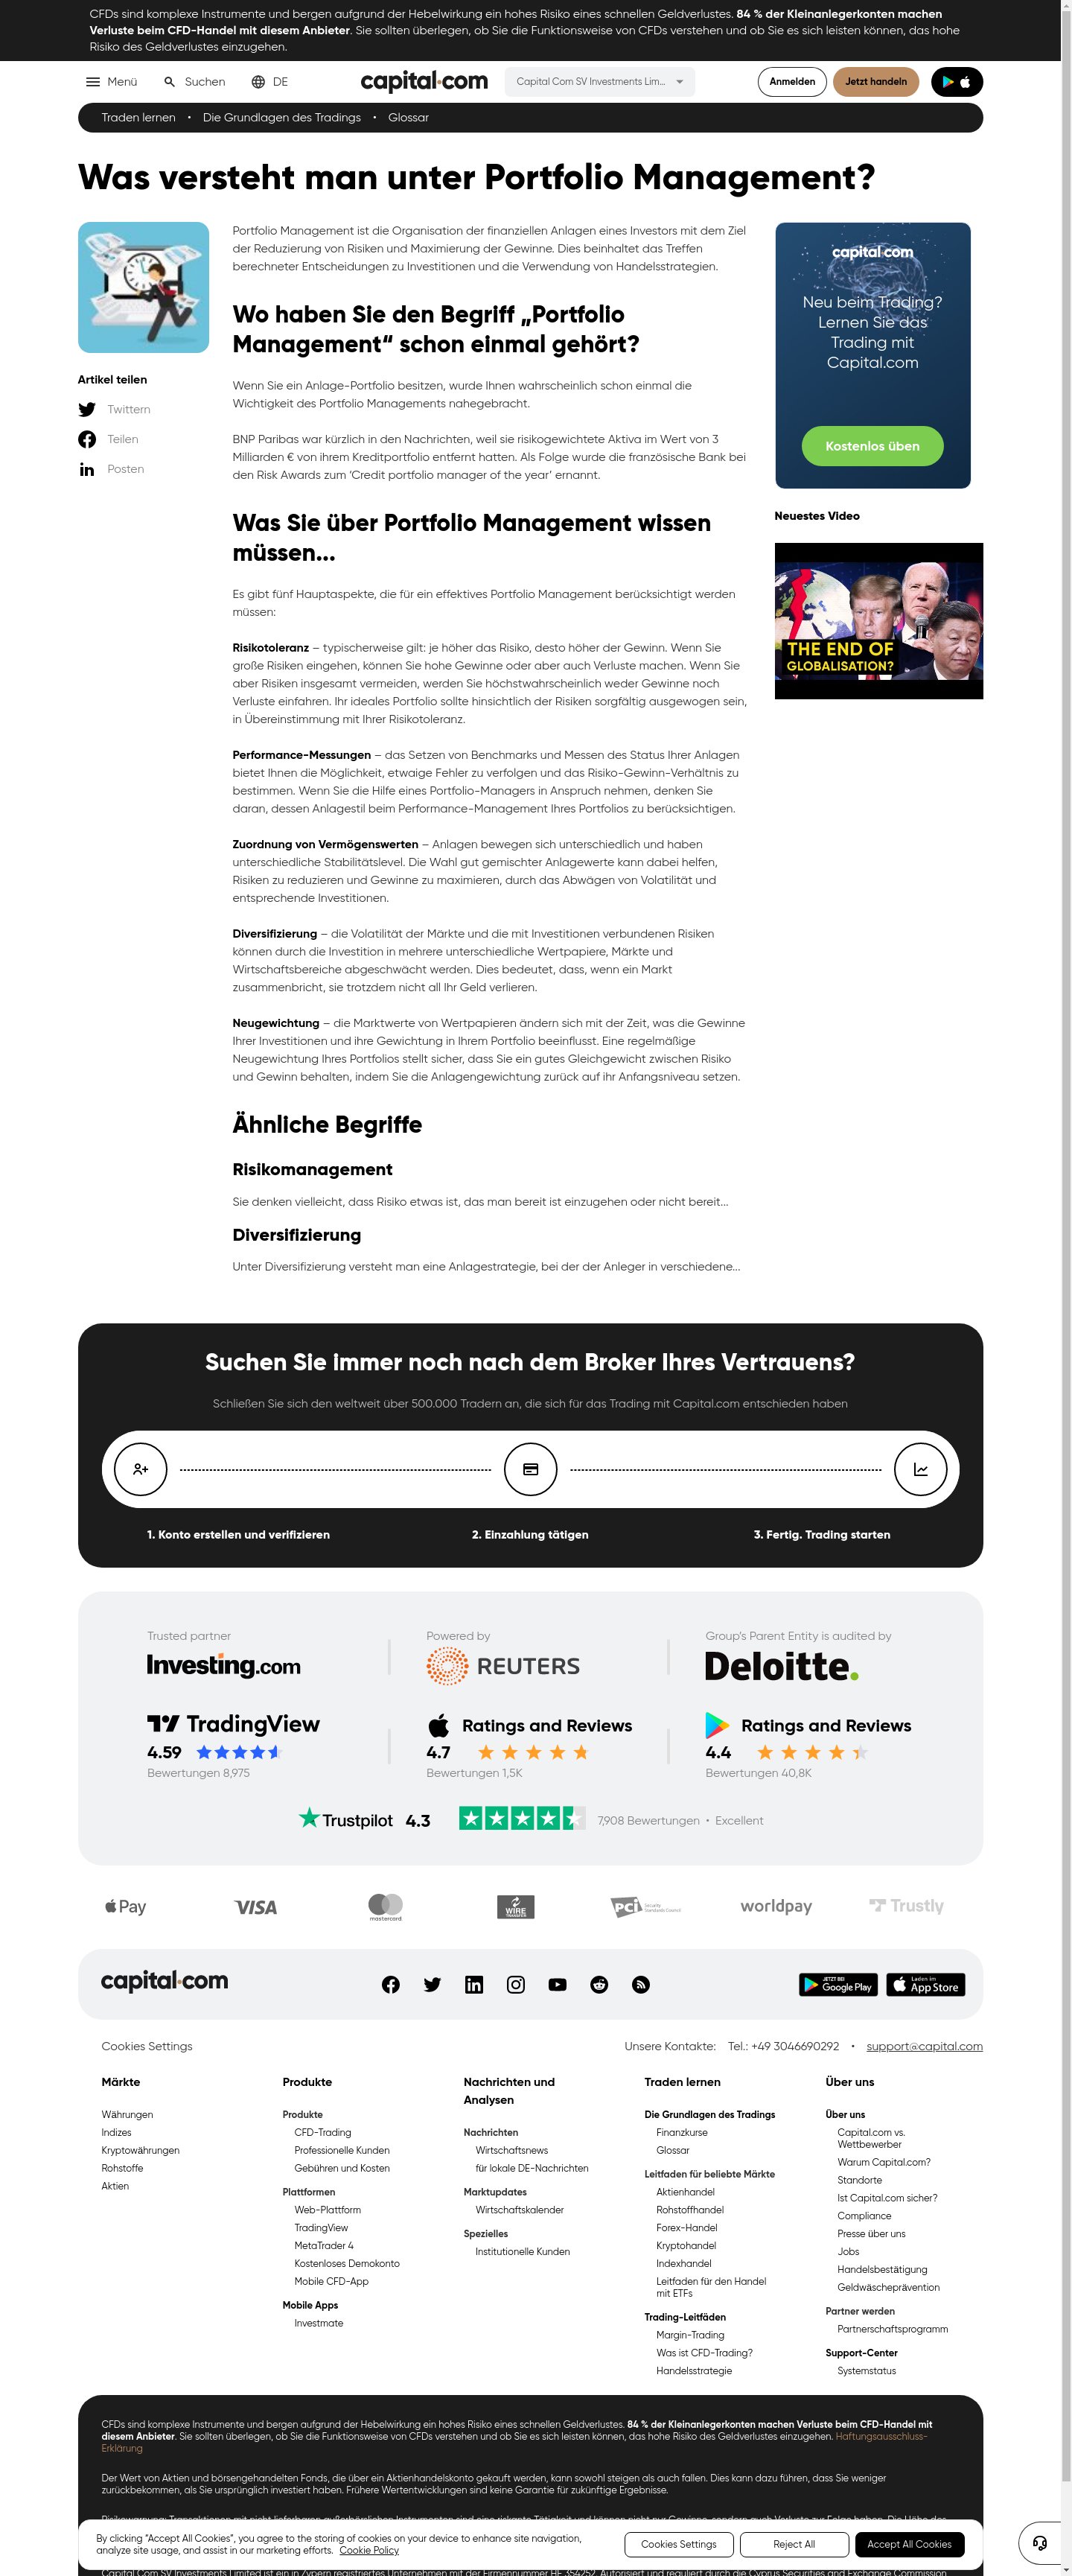 CFDs sind komplexe Instrumente und bergen aufgrund der Hebelwirkung ein hohes Risiko eines schnellen Geldverlustes. 84 % der Kleinanlegerkonten machen
Verluste beim CFD-Handel mit diesem Anbieter. Sie sollten überlegen, ob Sie die Funktionsweise von CFDs verstehen und ob Sie es sich leisten können, das hohe
Risiko des Geldverlustes einzugehen.
Menü
Suchen
DE
capital.com
Capital Com SV Investments Lim...
Anmelden
Jetzt handeln
Traden lernen • Die Grundlagen des Tradings • Glossar
Was versteht man unter Portfolio Management?
Artikel teilen
Twittern
Teilen
Posten
Portfolio Management ist die Organisation der finanziellen Anlagen eines Investors mit dem Ziel
der Reduzierung von Risiken und Maximierung der Gewinne. Dies beinhaltet das Treffen
berechneter Entscheidungen zu Investitionen und die Verwendung von Handelsstrategien.
Wo haben Sie den Begriff „Portfolio
Management“ schon einmal gehört?
Wenn Sie ein Anlage-Portfolio besitzen, wurde Ihnen wahrscheinlich schon einmal die
Wichtigkeit des Portfolio Managements nahegebracht.
BNP Paribas war kürzlich in den Nachrichten, weil sie risikogewichtete Aktiva im Wert von 3
Milliarden € von ihrem Kreditportfolio entfernt hatten. Als Folge wurde die französische Bank bei
den Risk Awards zum ‘Credit portfolio manager of the year’ ernannt.
Was Sie über Portfolio Management wissen
müssen...
Es gibt fünf Hauptaspekte, die für ein effektives Portfolio Management berücksichtigt werden
müssen:
Risikotoleranz – typischerweise gilt: je höher das Risiko, desto höher der Gewinn. Wenn Sie
große Risiken eingehen, können Sie hohe Gewinne oder aber auch Verluste machen. Wenn Sie
aber Risiken insgesamt vermeiden, werden Sie höchstwahrscheinlich weder Gewinne noch
Verluste einfahren. Ihr ideales Portfolio sollte hinsichtlich der Risiken sorgfältig ausgewogen sein,
in Übereinstimmung mit Ihrer Risikotoleranz.
Performance-Messungen – das Setzen von Benchmarks und Messen des Status Ihrer Anlagen
bietet Ihnen die Möglichkeit, etwaige Fehler zu verfolgen und das Risiko-Gewinn-Verhältnis zu
bestimmen. Wenn Sie die Hilfe eines Portfolio-Managers in Anspruch nehmen, denken Sie
daran, dessen Anlagestil beim Performance-Management Ihres Portfolios zu berücksichtigen.
Zuordnung von Vermögenswerten – Anlagen bewegen sich unterschiedlich und haben
unterschiedliche Stabilitätslevel. Die Wahl gut gemischter Anlagewerte kann dabei helfen,
Risiken zu reduzieren und Gewinne zu maximieren, durch das Abwägen von Volatilität und
entsprechende Investitionen.
Diversifizierung – die Volatilität der Märkte und die mit Investitionen verbundenen Risiken
können durch die Investition in mehrere unterschiedliche Wertpapiere, Märkte und
Wirtschaftsbereiche abgeschwächt werden. Dies bedeutet, dass, wenn ein Markt
zusammenbricht, sie trotzdem nicht all Ihr Geld verlieren.
Neugewichtung – die Marktwerte von Wertpapieren ändern sich mit der Zeit, was die Gewinne
Ihrer Investitionen und ihre Gewichtung in Ihrem Portfolio beeinflusst. Eine regelmäßige
Neugewichtung Ihres Portfolios stellt sicher, dass Sie ein gutes Gleichgewicht zwischen Risiko
und Gewinn behalten, indem Sie die Anlagengewichtung zurück auf ihr Anfangsniveau setzen.
Ähnliche Begriffe
Risikomanagement
Sie denken vielleicht, dass Risiko etwas ist, das man bereit ist einzugehen oder nicht bereit...
Diversifizierung
Unter Diversifizierung versteht man eine Anlagestrategie, bei der der Anleger in verschiedene...
capital.com
Neu beim Trading?
Lernen Sie das
Trading mit
Capital.com
Kostenlos üben
Neuestes Video
THE END OF
GLOBALISATION?
Suchen Sie immer noch nach dem Broker Ihres Vertrauens?
Schließen Sie sich den weltweit über 500.000 Tradern an, die sich für das Trading mit Capital.com entschieden haben
1. Konto erstellen und verifizieren
2. Einzahlung tätigen
3. Fertig. Trading starten
Trusted partner
Investing.com
Powered by
REUTERS
Group’s Parent Entity is audited by
Deloitte.
TradingView
4.59
Bewertungen 8,975
Ratings and Reviews
4.7
Bewertungen 1,5K
Ratings and Reviews
4.4
Bewertungen 40,8K
Trustpilot 4.3
7,908 Bewertungen • Excellent
Pay
VISA
mastercard
WIRE
TRANSFER
PCI Security
Standards Council
worldpay
Trustly
capital.com
JETZT BEI
Google Play
Laden im
App Store
Cookies Settings
Unsere Kontakte: Tel.: +49 3046690292 • support@capital.com
Märkte
Währungen
Indizes
Kryptowährungen
Rohstoffe
Aktien
Produkte
Produkte
CFD-Trading
Professionelle Kunden
Gebühren und Kosten
Plattformen
Web-Plattform
TradingView
MetaTrader 4
Kostenloses Demokonto
Mobile CFD-App
Mobile Apps
Investmate
Nachrichten und
Analysen
Nachrichten
Wirtschaftsnews
für lokale DE-Nachrichten
Marktupdates
Wirtschaftskalender
Spezielles
Institutionelle Kunden
Traden lernen
Die Grundlagen des Tradings
Finanzkurse
Glossar
Leitfaden für beliebte Märkte
Aktienhandel
Rohstoffhandel
Forex-Handel
Kryptohandel
Indexhandel
Leitfaden für den Handel
mit ETFs
Trading-Leitfäden
Margin-Trading
Was ist CFD-Trading?
Handelsstrategie
Über uns
Über uns
Capital.com vs.
Wettbewerber
Warum Capital.com?
Standorte
Ist Capital.com sicher?
Compliance
Presse über uns
Jobs
Handelsbestätigung
Geldwäscheprävention
Partner werden
Partnerschaftsprogramm
Support-Center
Systemstatus
CFDs sind komplexe Instrumente und bergen aufgrund der Hebelwirkung ein hohes Risiko eines schnellen Geldverlustes. 84 % der Kleinanlegerkonten machen Verluste beim CFD-Handel mit
diesem Anbieter. Sie sollten überlegen, ob Sie die Funktionsweise von CFDs verstehen und ob Sie es sich leisten können, das hohe Risiko des Geldverlustes einzugehen. Haftungsausschluss-
Erklärung
Der Wert von Aktien und börsengehandelten Fonds, die über ein Aktienhandelskonto gekauft werden, kann sowohl steigen als auch fallen. Dies kann dazu führen, dass Sie weniger
zurückbekommen, als Sie ursprünglich investiert haben. Frühere Wertentwicklungen sind keine Garantie für zukünftige Ergebnisse.
By clicking “Accept All Cookies”, you agree to the storing of cookies on your device to enhance site navigation,
analyze site usage, and assist in our marketing efforts. Cookie Policy
Cookies Settings
Reject All
Accept All Cookies